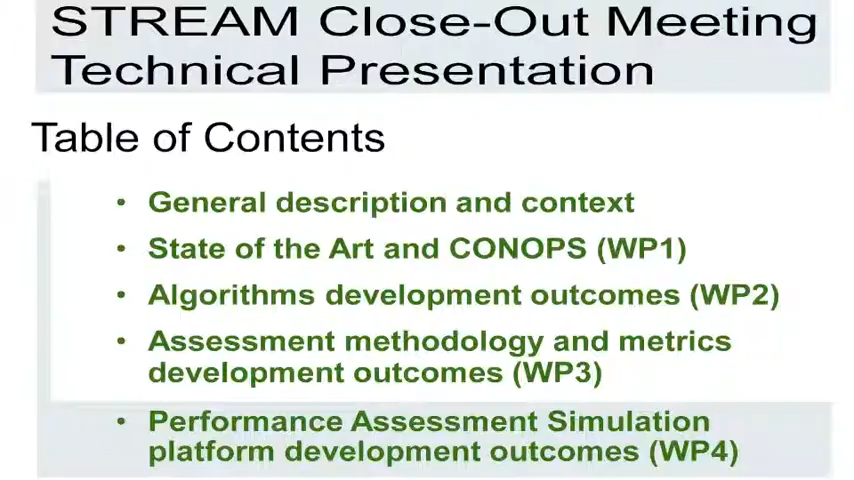 STREAM Close-Out Meeting
Technical Presentation
Table of Contents
• General description and context
• State of the Art and CONOPS (WP1)
• Algorithms development outcomes (WP2)
• Assessment methodology and metrics
development outcomes (WP3)
• Performance Assessment Simulation
platform development outcomes (WP4)